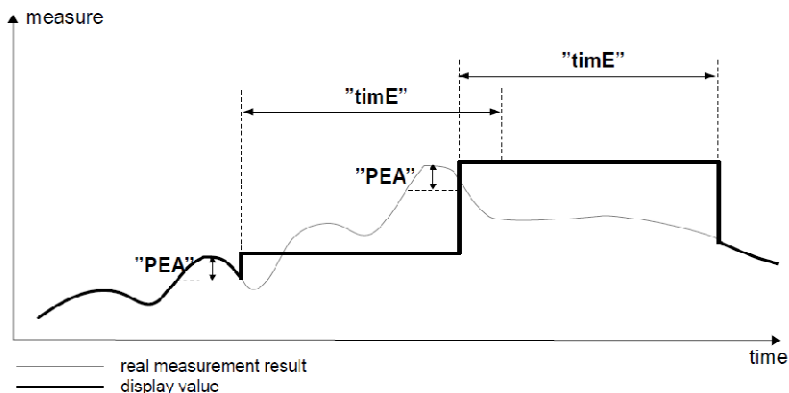 measure
”timE”
”timE”
”PEA”
”PEA”
time
real measurement result
display value